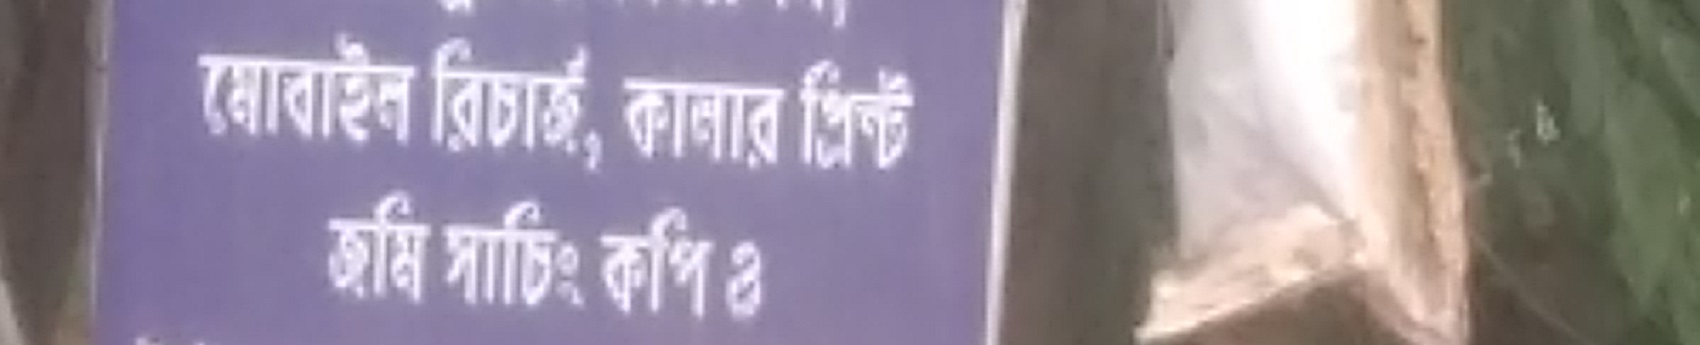 মোবাইল রিচার্জ, কালার প্রিন্ট
জমি সার্চিং কপি ও